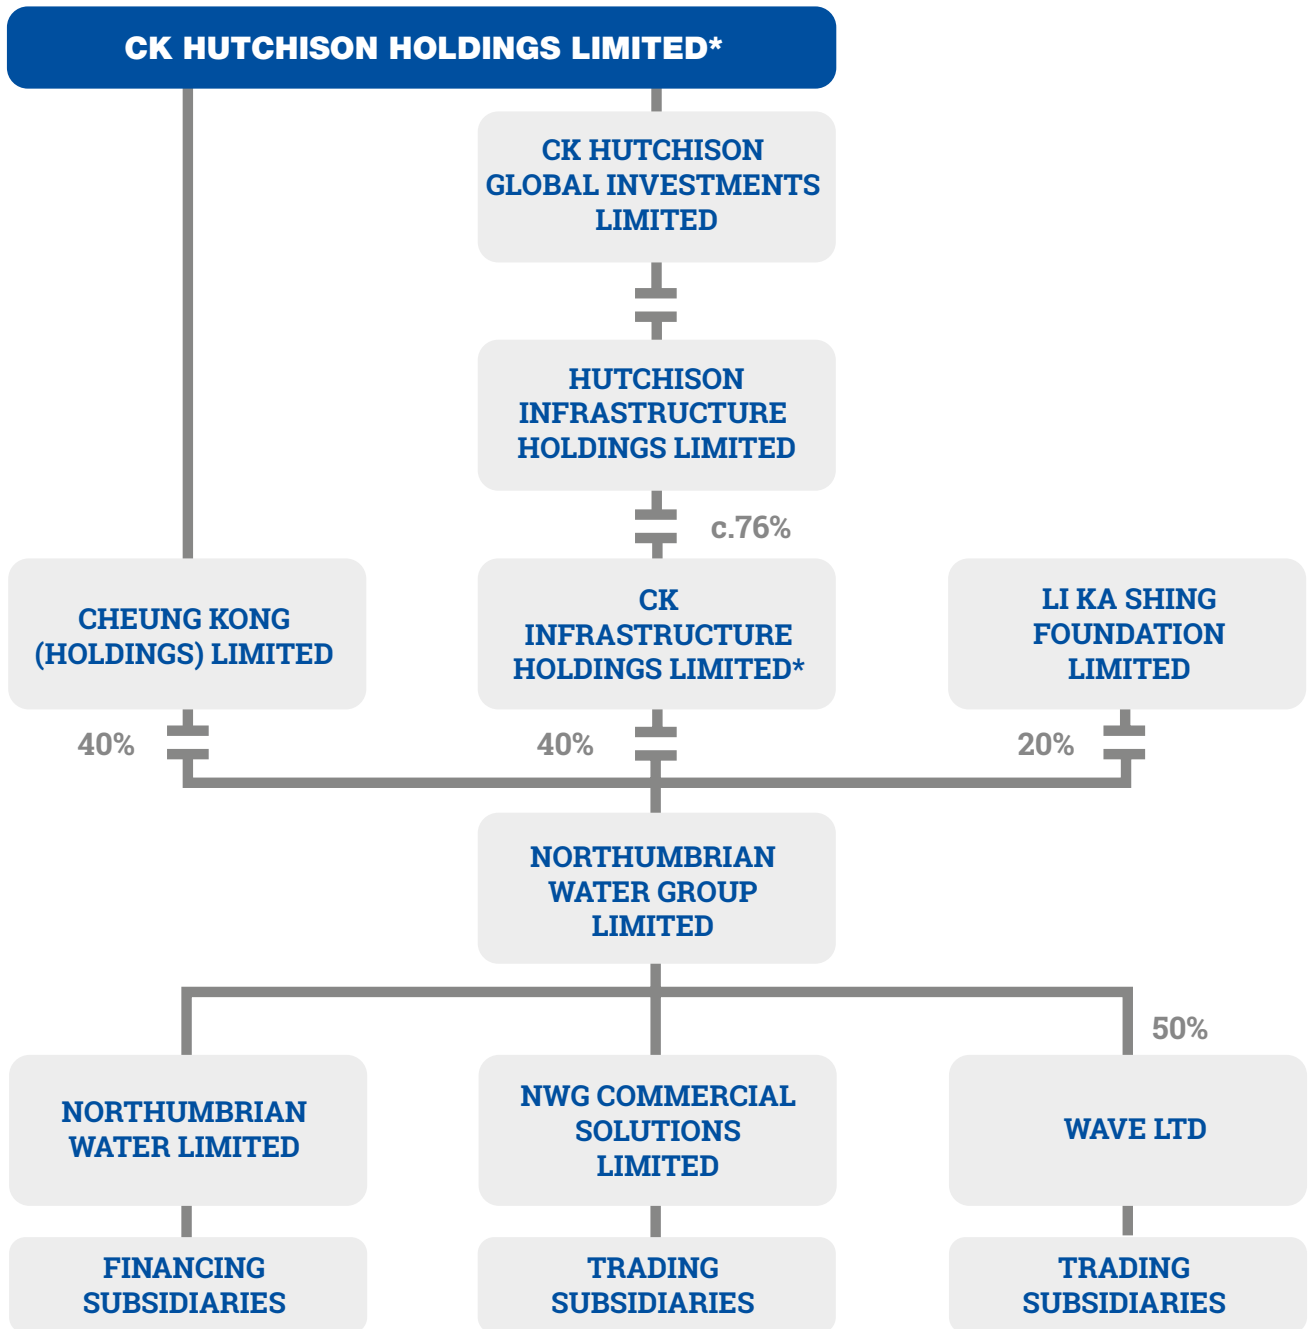 CK HUTCHISON HOLDINGS LIMITED*
CK HUTCHISON
GLOBAL INVESTMENTS
LIMITED
HUTCHISON
INFRASTRUCTURE
HOLDINGS LIMITED
c.76%
CHEUNG KONG
(HOLDINGS) LIMITED
CK
INFRASTRUCTURE
HOLDINGS LIMITED*
LI KA SHING
FOUNDATION
LIMITED
40%
40%
20%
NORTHUMBRIAN
WATER GROUP
LIMITED
50%
NORTHUMBRIAN
WATER LIMITED
NWG COMMERCIAL
SOLUTIONS
LIMITED
WAVE LTD
FINANCING
SUBSIDIARIES
TRADING
SUBSIDIARIES
TRADING
SUBSIDIARIES